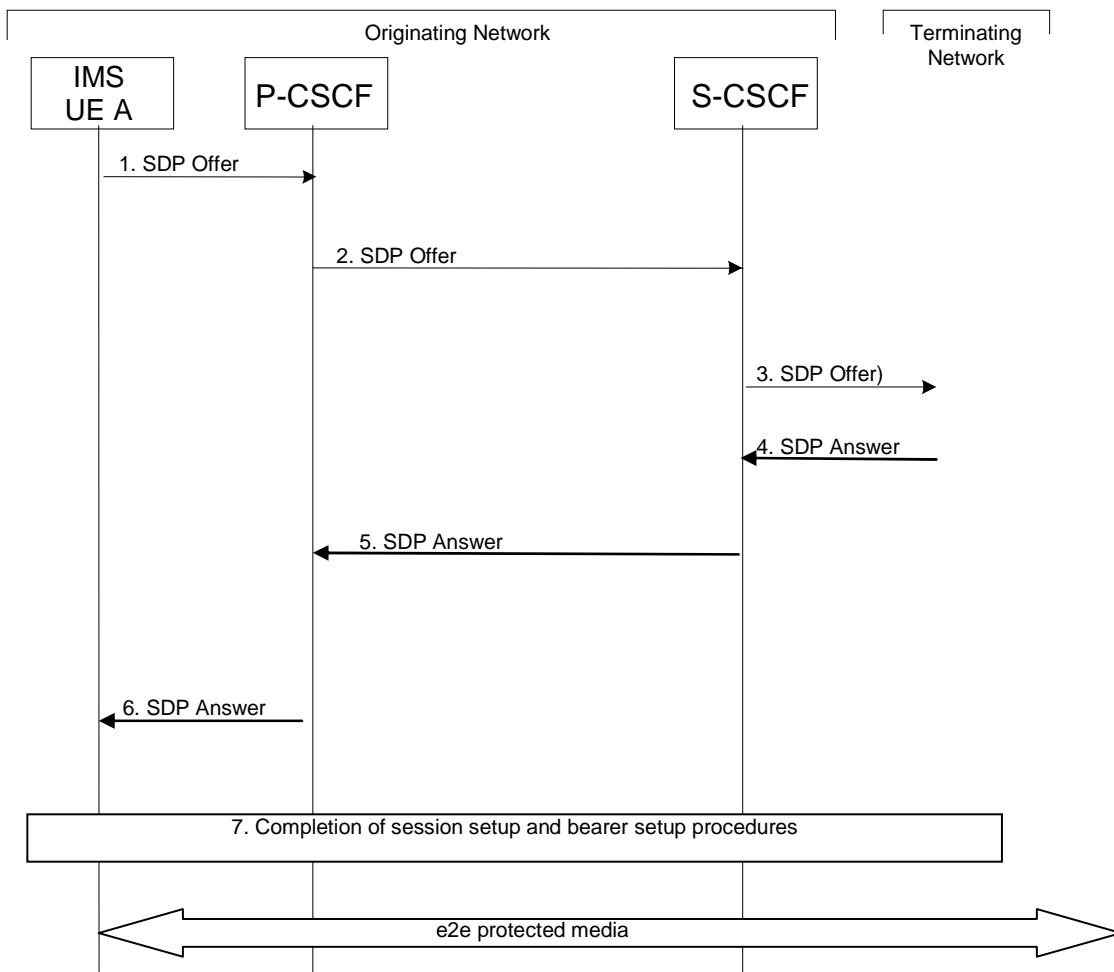 Originating Network
Terminating
Network
IMS
UE A
P-CSCF
S-CSCF
1. SDP Offer
2. SDP Offer
3. SDP Offer)
4. SDP Answer
5. SDP Answer
6. SDP Answer
7. Completion of session setup and bearer setup procedures
e2e protected media